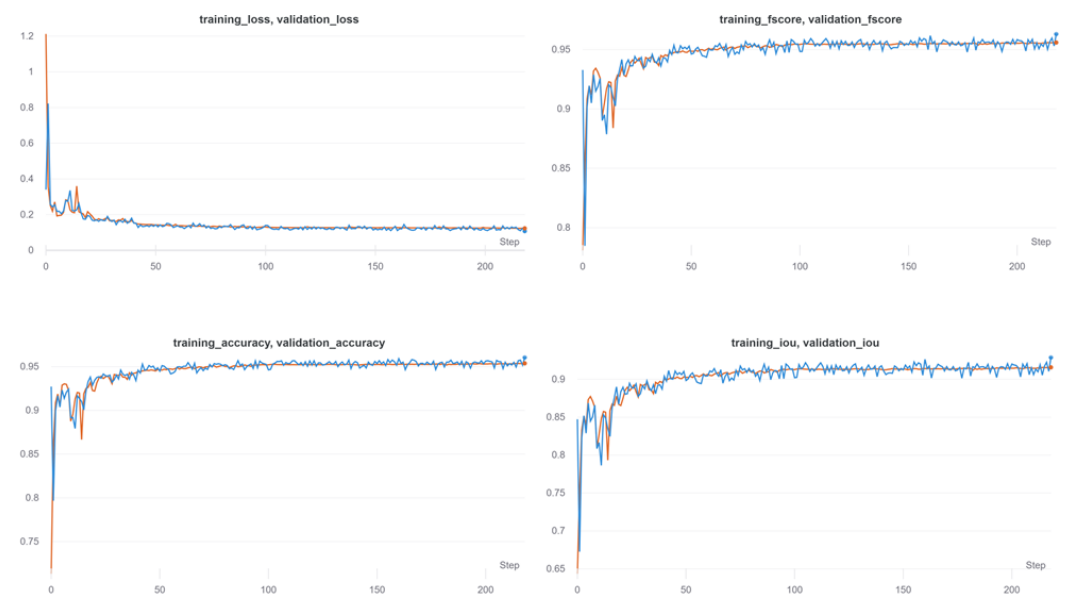 training_loss, validation_loss
1.2
1
0.8
0.6
0.4
0.2
0
Step
0 50 100 150 200
training_fscore, validation_fscore
0.95
0.9
0.85
0.8
Step
0 50 100 150 200
training_accuracy, validation_accuracy
0.95
0.9
0.85
0.8
0.75
Step
0 50 100 150 200
training_iou, validation_iou
0.9
0.85
0.8
0.75
0.7
0.65
Step
0 50 100 150 200